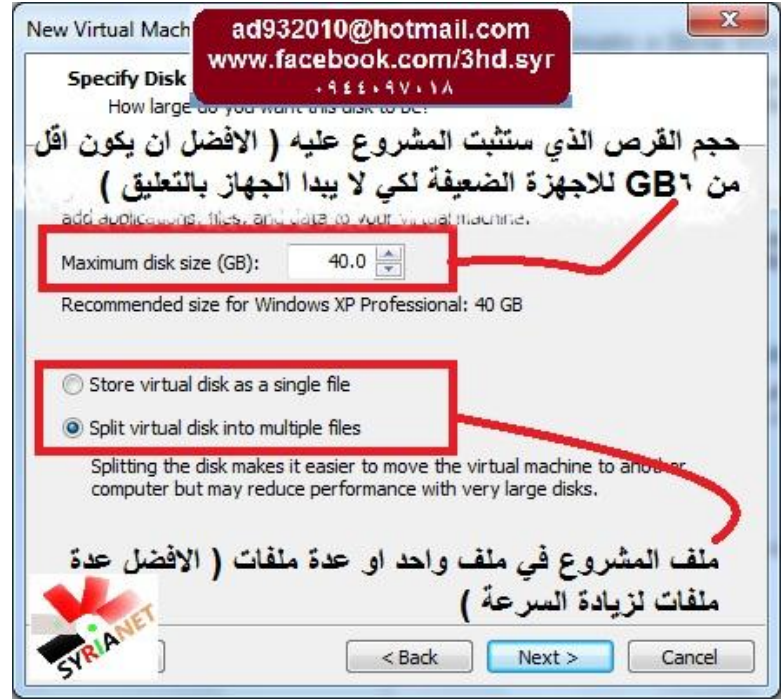 New Virtual Mach
ad932010@hotmail.com
www.facebook.com/3hd.syr
٠٩٤٤٠٩٧٠١٨
Specify Disk
How large do you want this disk to be?
حجم القرص الذي ستثبت المشروع عليه ( الافضل ان يكون اقل
من ٦GB للاجهزة الضعيفة لكي لا يبدا الجهاز بالتعليق )
add applications, files, and data to your virtual machine.
Maximum disk size (GB): 40.0
Recommended size for Windows XP Professional: 40 GB
Store virtual disk as a single file
Split virtual disk into multiple files
Splitting the disk makes it easier to move the virtual machine to another
computer but may reduce performance with very large disks.
ملف المشروع في ملف واحد او عدة ملفات ( الافضل عدة
ملفات لزيادة السرعة )
SYRIANET
< Back Next > Cancel